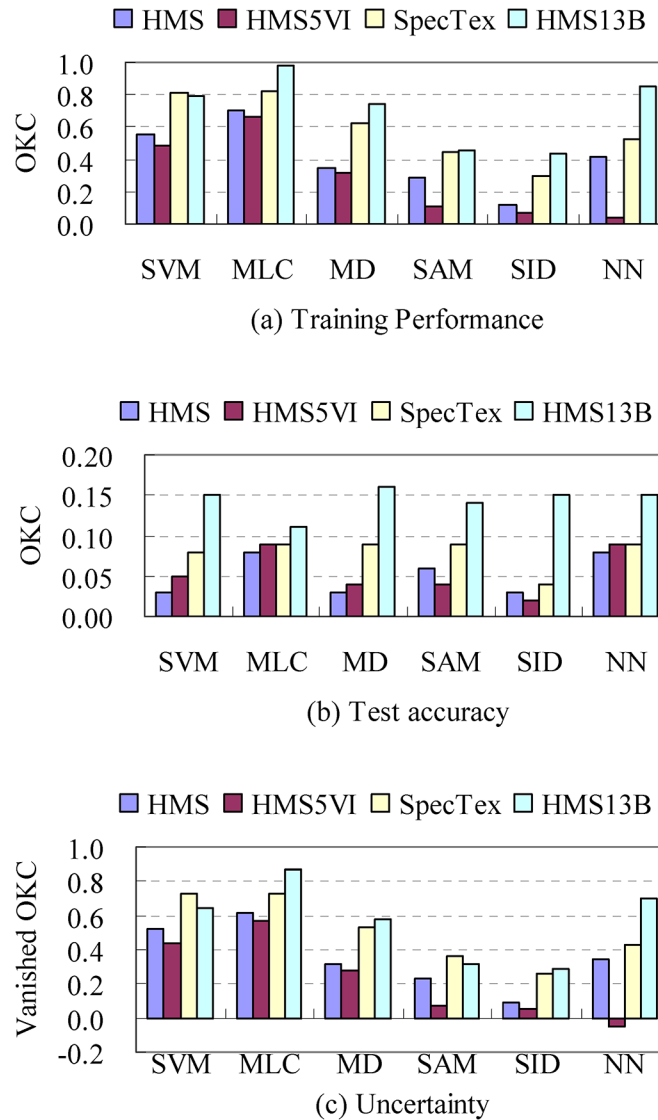 HMS HMS5VI SpecTex HMS13B
OKC
1.0
0.8
0.6
0.4
0.2
0.0
SVM MLC MD SAM SID NN
(a) Training Performance
HMS HMS5VI SpecTex HMS13B
OKC
0.20
0.15
0.10
0.05
0.00
SVM MLC MD SAM SID NN
(b) Test accuracy
HMS HMS5VI SpecTex HMS13B
Vanished OKC
1.0
0.8
0.6
0.4
0.2
0.0
-0.2
SVM MLC MD SAM SID NN
(c) Uncertainty